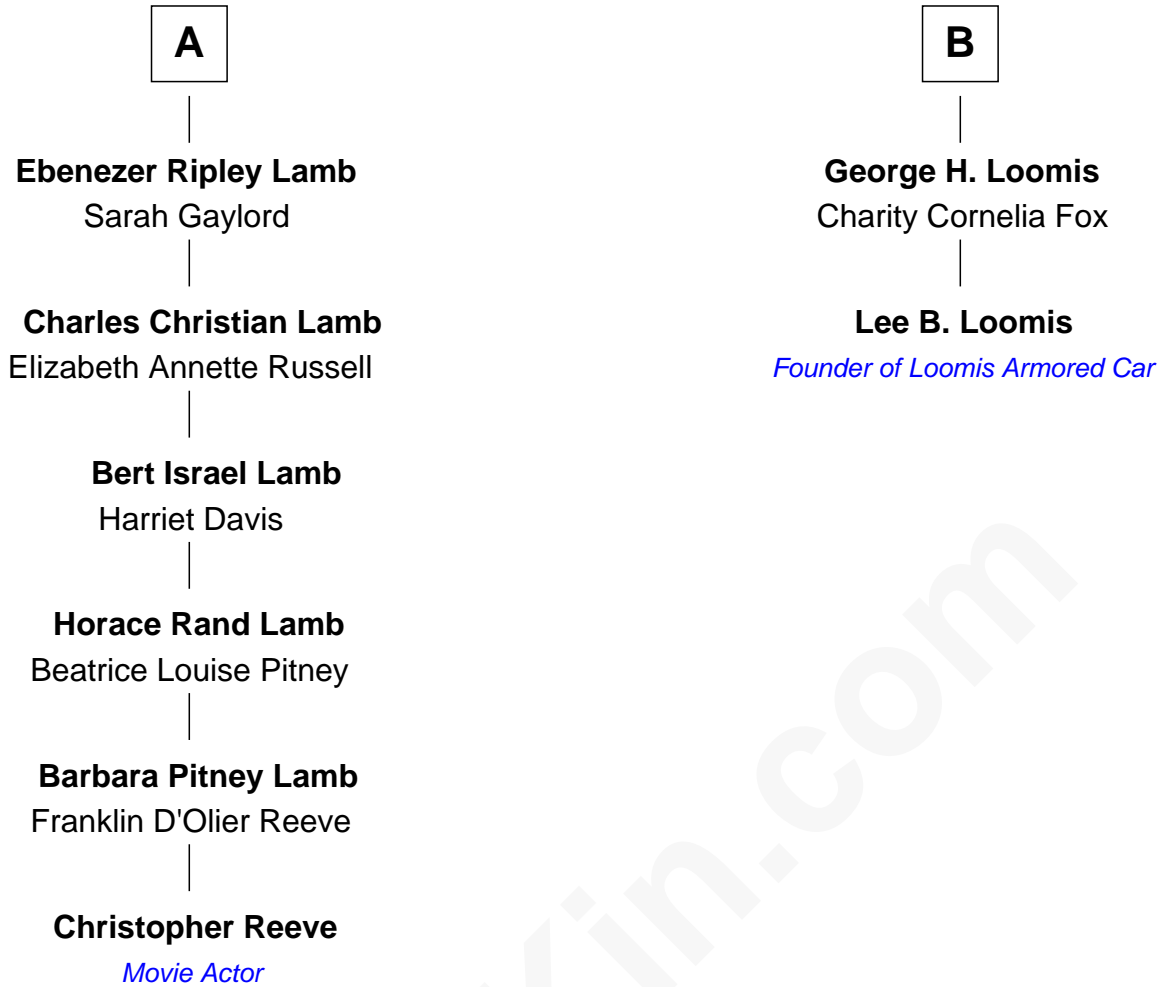 A
Ebenezer Ripley Lamb
Sarah Gaylord
Charles Christian Lamb
Elizabeth Annette Russell
Bert Israel Lamb
Harriet Davis
Horace Rand Lamb
Beatrice Louise Pitney
Barbara Pitney Lamb
Franklin D'Olier Reeve
Christopher Reeve
Movie Actor
B
George H. Loomis
Charity Cornelia Fox
Lee B. Loomis
Founder of Loomis Armored Car
Kin.com